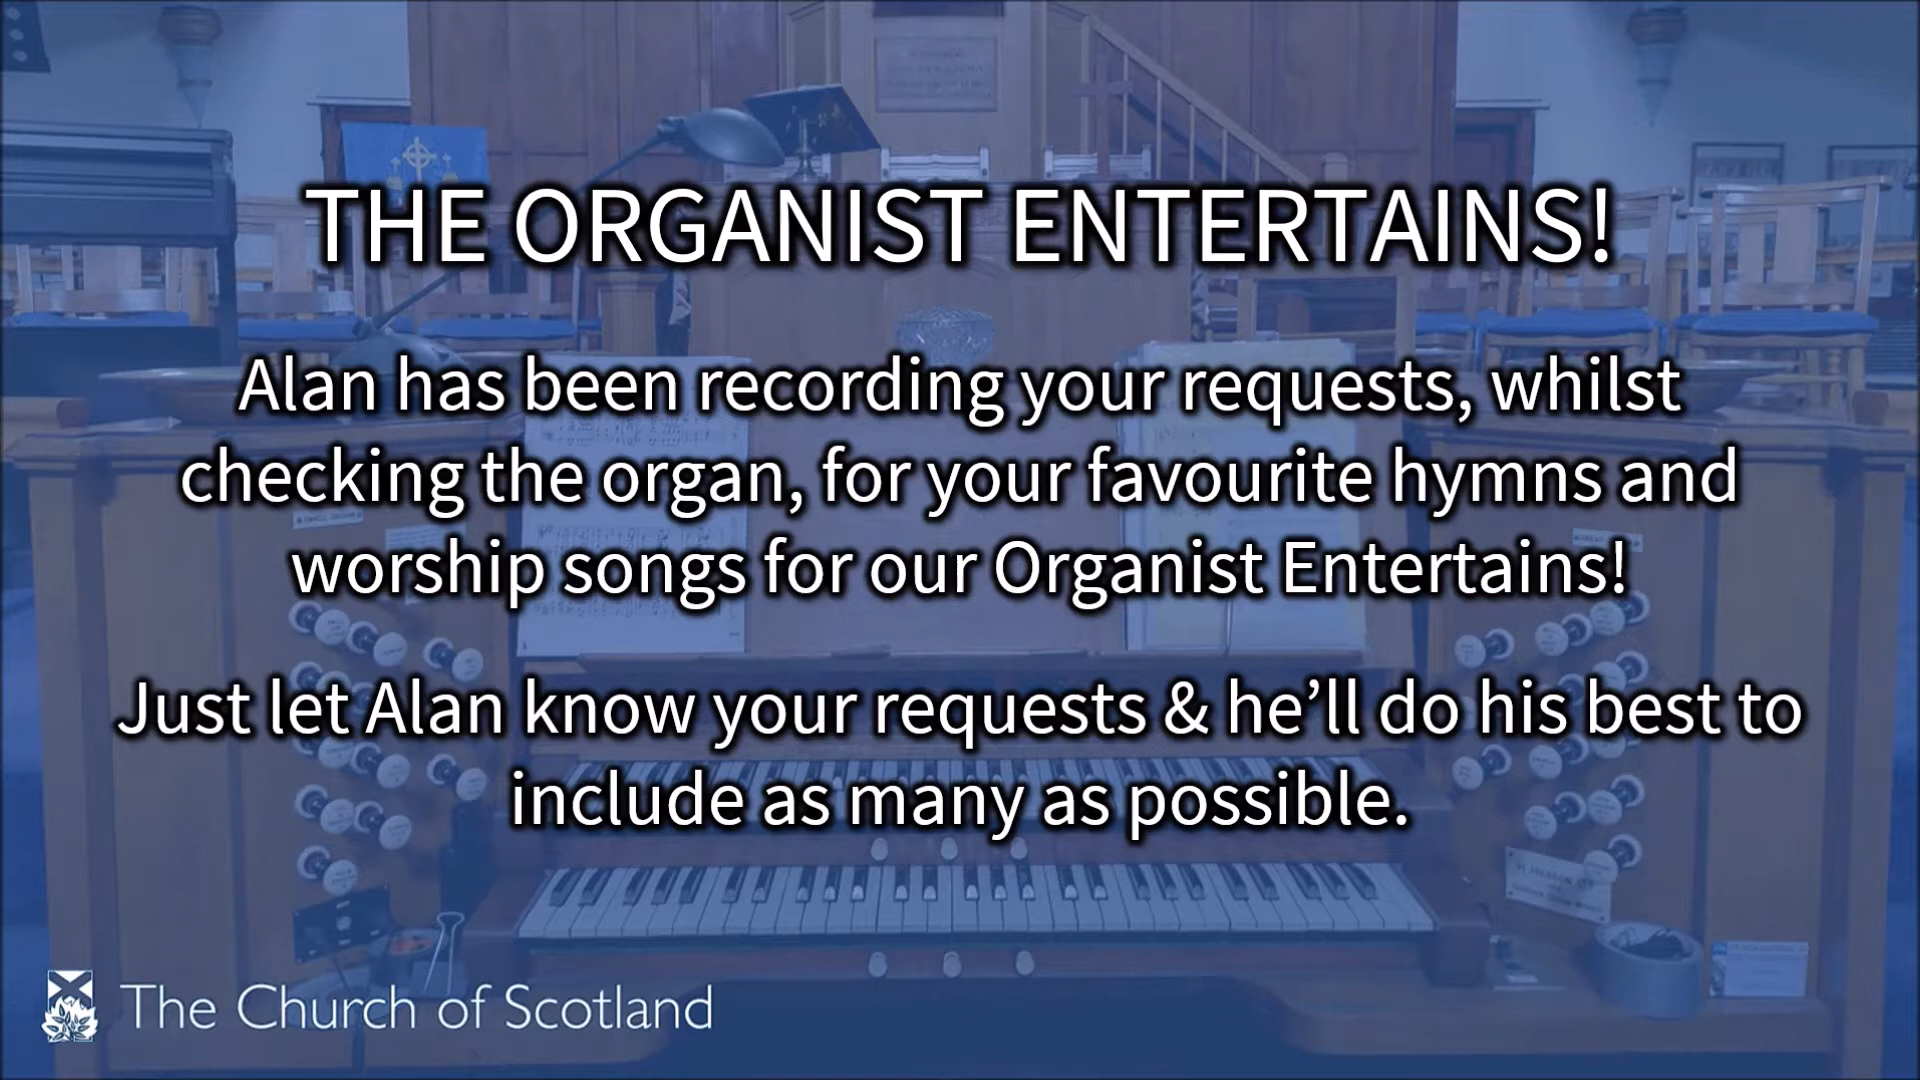 THE ORGANIST ENTERTAINS!
Alan has been recording your requests, whilst
checking the organ, for your favourite hymns and
worship songs for our Organist Entertains!
Just let Alan know your requests & he’ll do his best to
include as many as possible.
The Church of Scotland